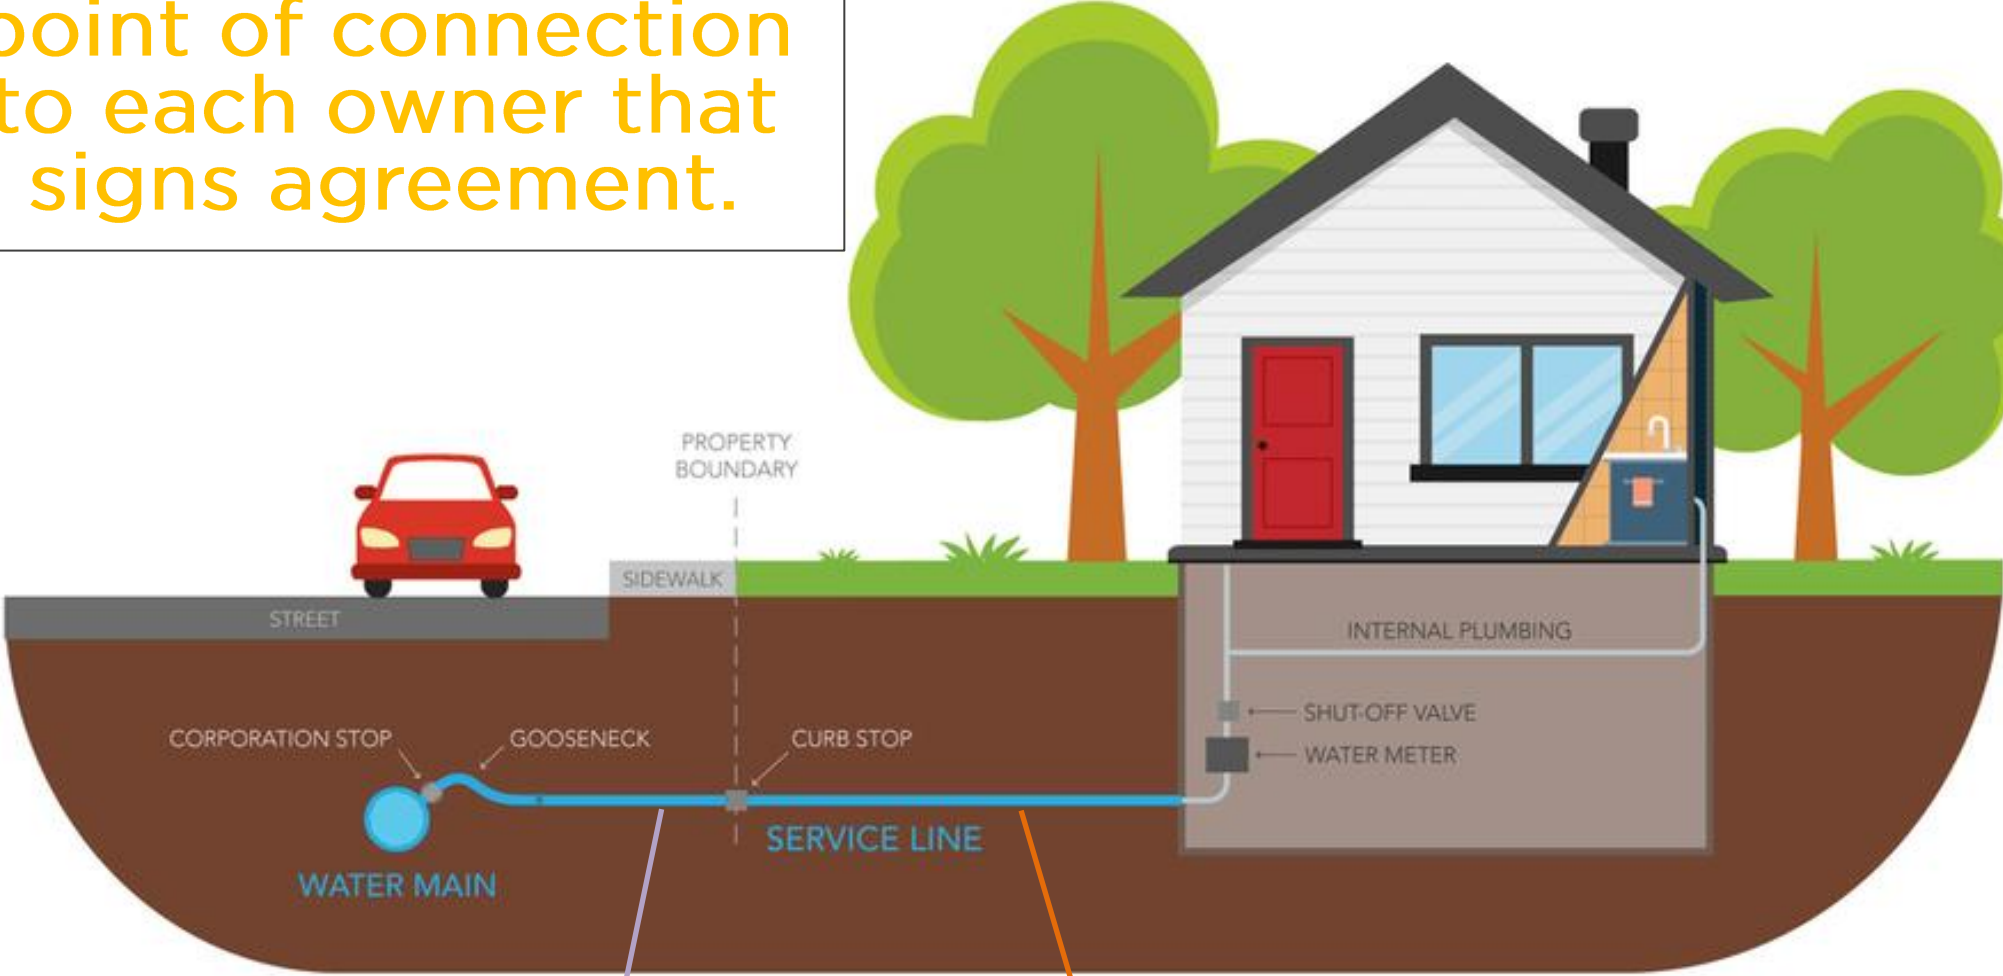 point of connection
to each owner that
signs agreement.
PROPERTY
BOUNDARY
SIDEWALK
STREET
INTERNAL PLUMBING
SHUT-OFF VALVE
CORPORATION STOP
GOOSENECK
CURB STOP
WATER METER
SERVICE LINE
WATER MAIN